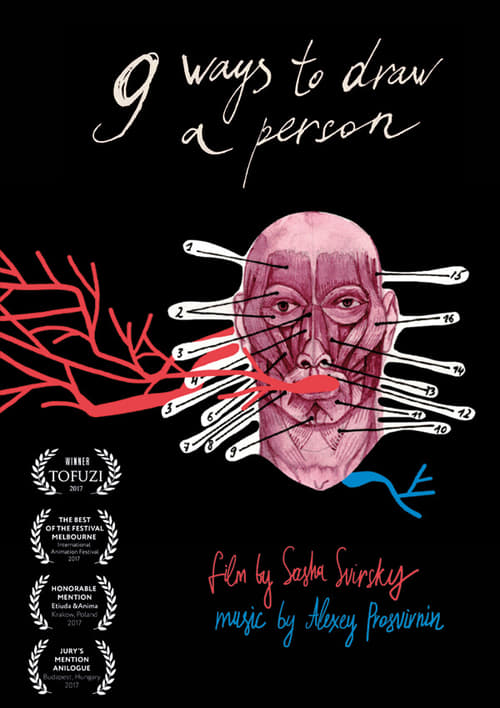 9 ways to draw
a person
1
2
3
4
5
6
7
8
9
15
16
14
13
12
11
10
WINNER
TOFUZI
2017
THE BEST
OF THE FESTIVAL
MELBOURNE
International
Animation Festival
2017
HONORABLE
MENTION
Etiuda & Anima
Krakow, Poland
2017
JURY'S
MENTION
ANILOGUE
Budapest, Hungary
2017
film by Sasha Svirsky
music by Alexey Prosvirnin